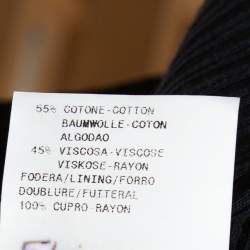 55% COTONE-COTTON
BAUMWOLLE-COTON
ALGODAO
45% VISCOSA-VISCOSE
VISKOSE-RAYON
FODERA/LINING/FORRO
DOUBLURE/FUTTERAL
100% CUPRO-RAYON